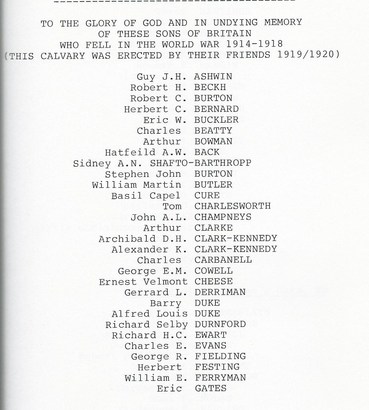 TO THE GLORY OF GOD AND IN UNDYING MEMORY
OF THESE SONS OF BRITAIN
WHO FELL IN THE WORLD WAR 1914-1918
(THIS CALVARY WAS ERECTED BY THEIR FRIENDS 1919/1920)
Guy J.H. ASHWIN
Robert H. BECKH
Robert C. BURTON
Herbert C. BERNARD
Eric W. BUCKLER
Charles BEATTY
Arthur BOWMAN
Hatfeild A.W. BACK
Sidney A.N. SHAFTO-BARTHROPP
Stephen John BURTON
William Martin BUTLER
Basil Capel CURE
Tom CHARLESWORTH
John A.L. CHAMPNEYS
Arthur CLARKE
Archibald D.H. CLARK-KENNEDY
Alexander K. CLARK-KENNEDY
Charles CARBANELL
George E.M. COWELL
Ernest Velmont CHEESE
Gerrard L. DERRIMAN
Barry DUKE
Alfred Louis DUKE
Richard Selby DURNFORD
Richard H.C. EWART
Charles E. EVANS
George R. FIELDING
Herbert FESTING
William E. FERRYMAN
Eric GATES